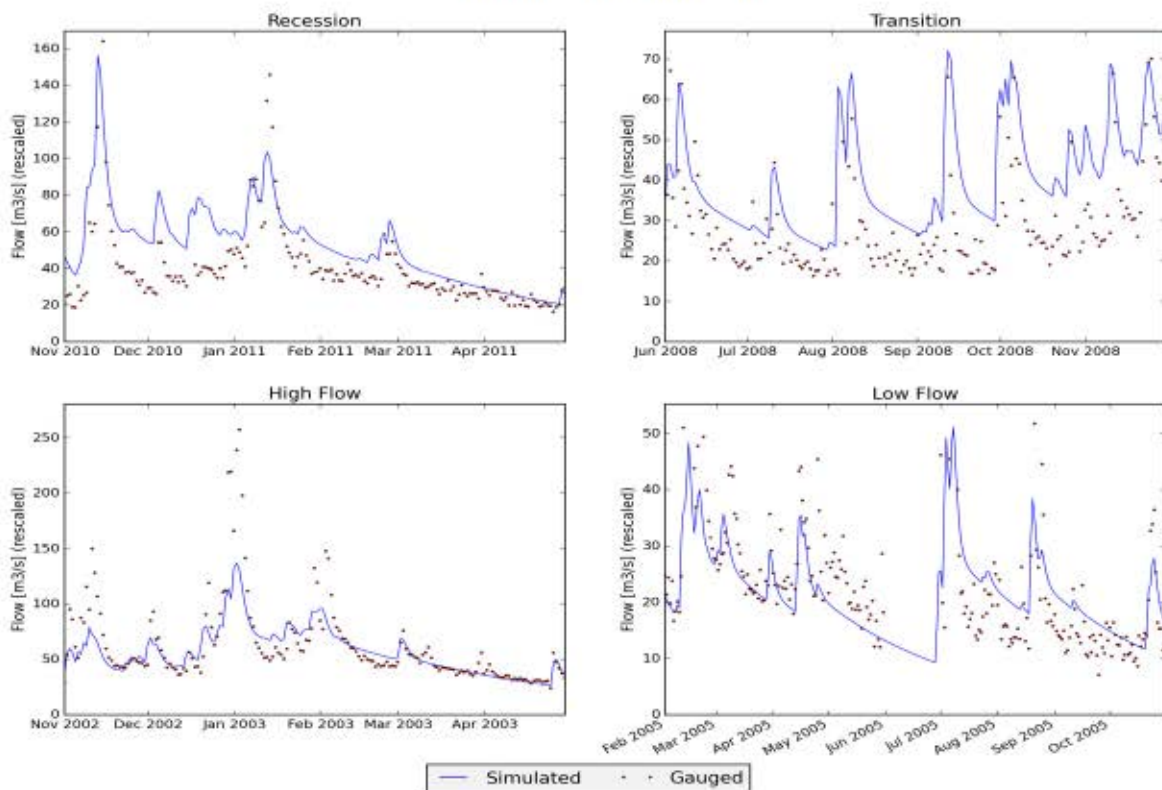 Recession
Flow [m3/s] (rescaled)
160
140
120
100
80
60
40
20
0
Nov 2010 Dec 2010 Jan 2011 Feb 2011 Mar 2011 Apr 2011
Transition
Flow [m3/s] (rescaled)
70
60
50
40
30
20
10
0
Jun 2008 Jul 2008 Aug 2008 Sep 2008 Oct 2008 Nov 2008
High Flow
Flow [m3/s] (rescaled)
250
200
150
100
50
0
Nov 2002 Dec 2002 Jan 2003 Feb 2003 Mar 2003 Apr 2003
Low Flow
Flow [m3/s] (rescaled)
50
40
30
20
10
0
Feb 2005 Mar 2005 Apr 2005 May 2005 Jun 2005 Jul 2005 Aug 2005 Sep 2005 Oct 2005
Simulated Gauged